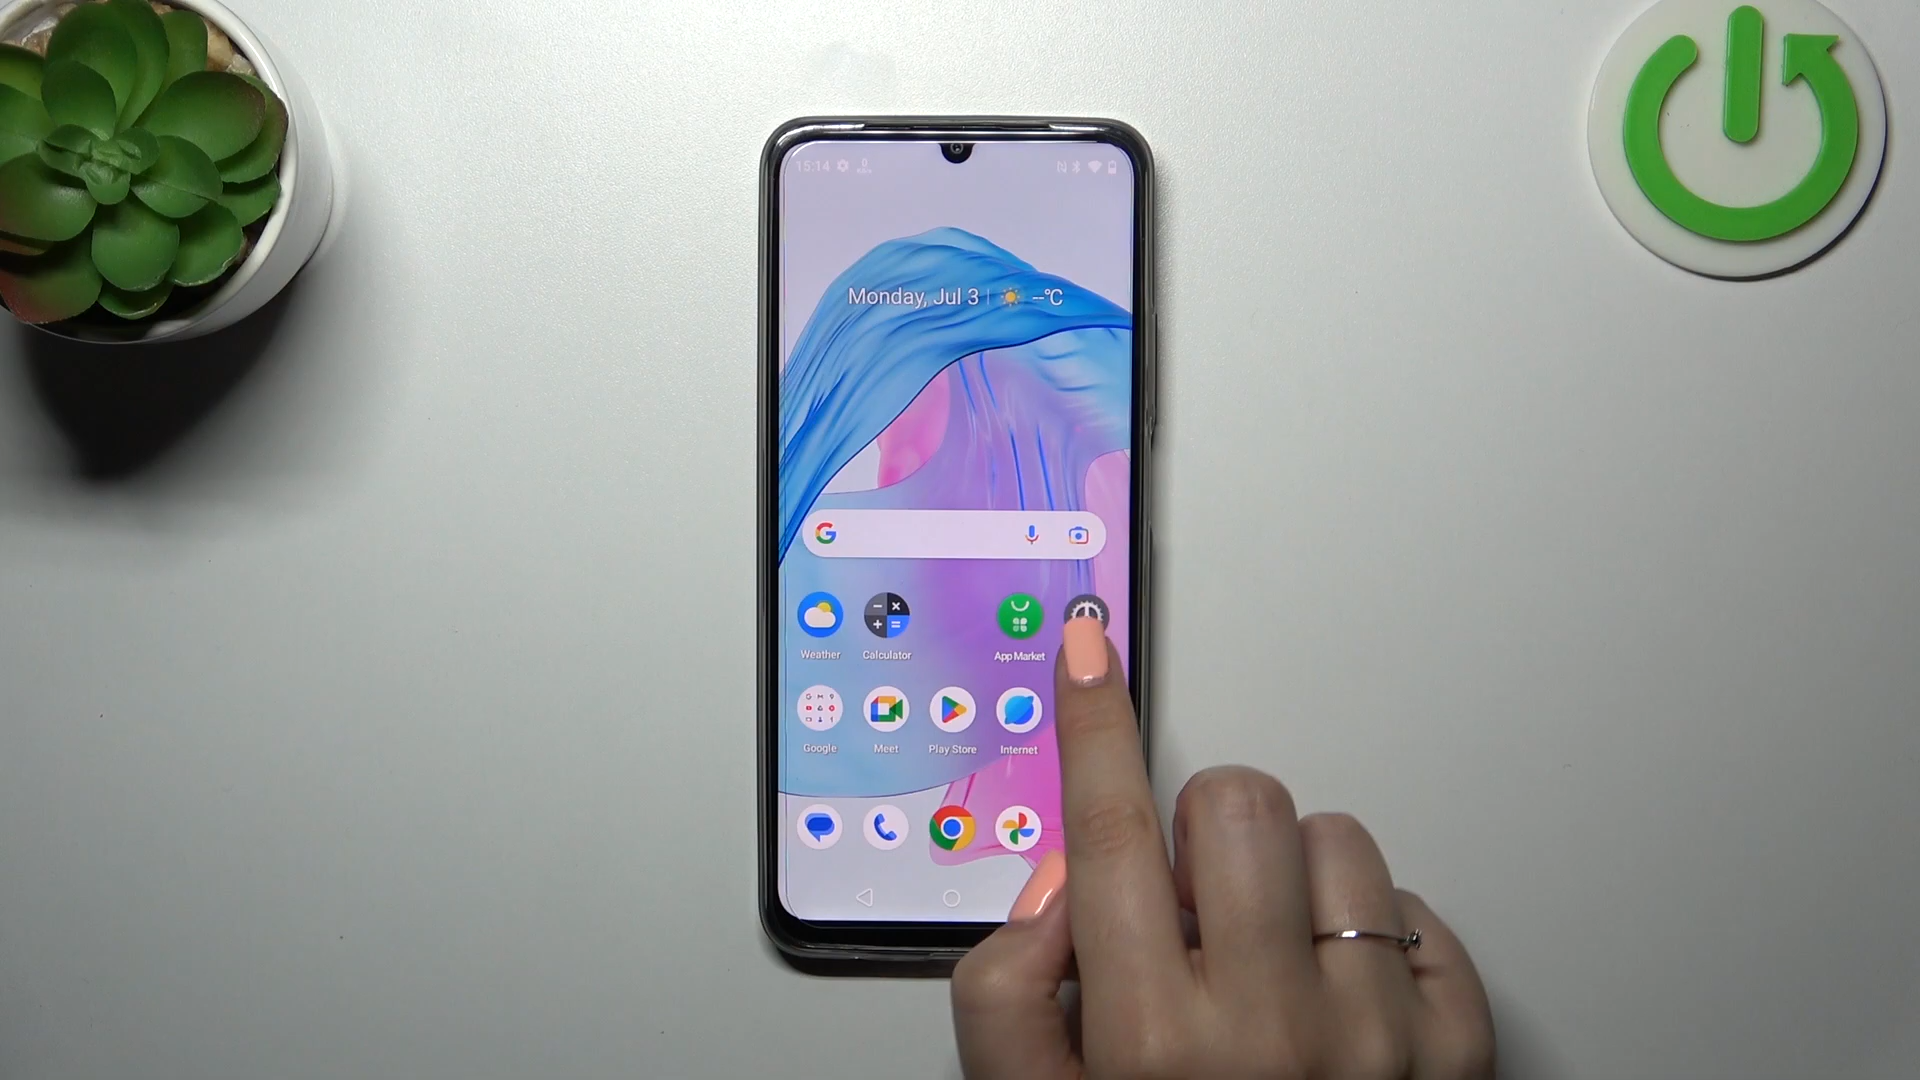 15:14
Monday, Jul 3 | --°C
Weather Calculator App Market
Google Meet Play Store Internet